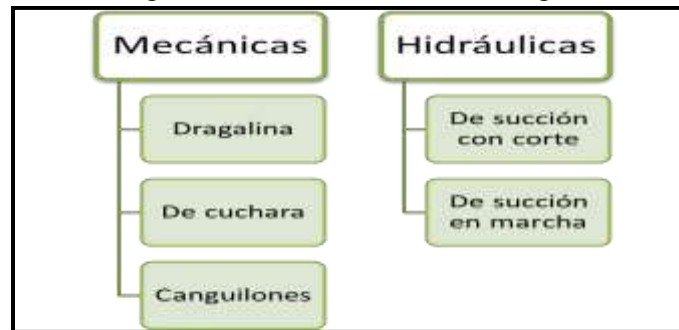 Mecánicas
Dragalina
De cuchara
Canguilones
Hidráulicas
De succión
con corte
De succión
en marcha